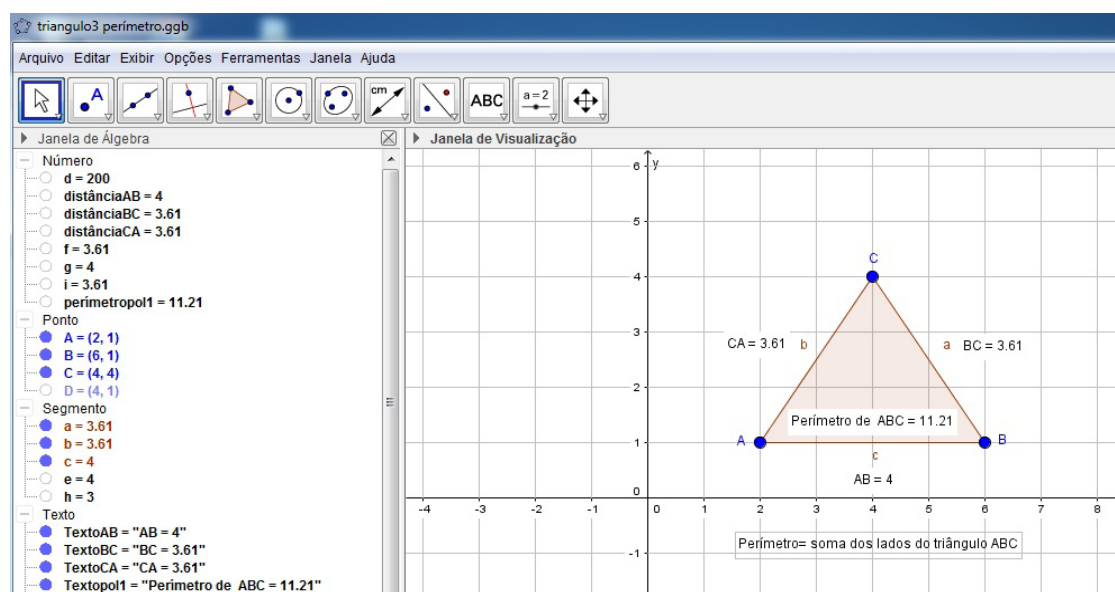 triangulo3 perímetro.ggb
Arquivo Editar Exibir Opções Ferramentas Janela Ajuda
A
cm
ABC
a=2
Janela de Álgebra
Janela de Visualização
Número
d = 200
distânciaAB = 4
distânciaBC = 3.61
distânciaCA = 3.61
f = 3.61
g = 4
i = 3.61
perímetropol1 = 11.21
Ponto
A = (2, 1)
B = (6, 1)
C = (4, 4)
D = (4, 1)
Segmento
a = 3.61
b = 3.61
c = 4
e = 4
h = 3
Texto
TextoAB = "AB = 4"
TextoBC = "BC = 3.61"
TextoCA = "CA = 3.61"
Textopol1 = "Perímetro de ABC = 11.21"
6 y
5
C
4
3
CA = 3.61 b
a BC = 3.61
2
Perímetro de ABC = 11.21
1
A
B
c
AB = 4
0
-4 -3 -2 -1 0 1 2 3 4 5 6 7 8
-1
Perímetro= soma dos lados do triângulo ABC